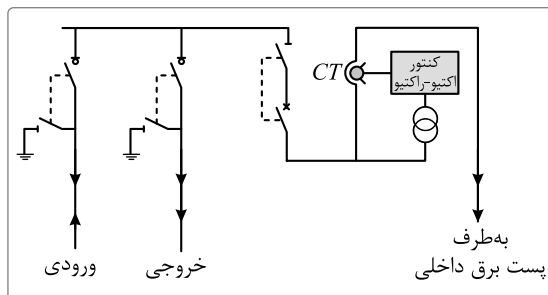 CT
کنتور
اکتیو-راکتیو
ورودی
خروجی
به‌طرف
پست برق داخلی